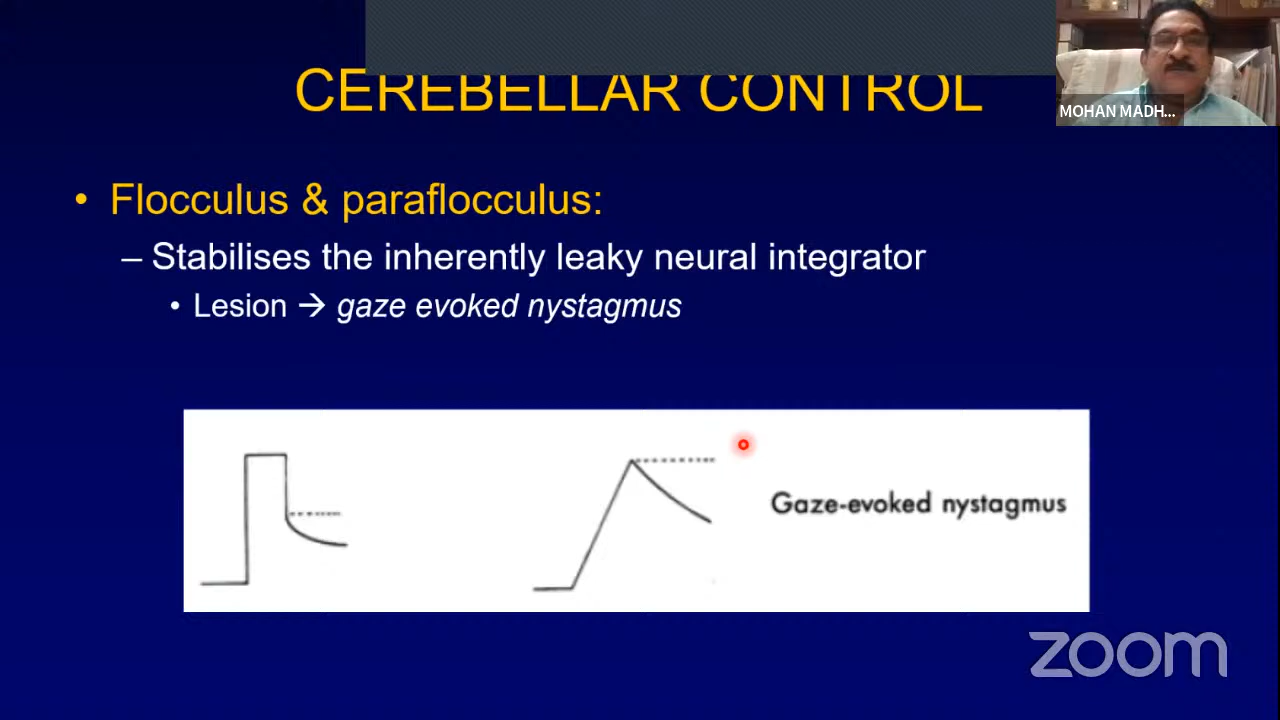 CEREBELLAR CONTROL
MOHAN MADH...
• Flocculus & paraflocculus:
– Stabilises the inherently leaky neural integrator
• Lesion → gaze evoked nystagmus
Gaze-evoked nystagmus
zoom